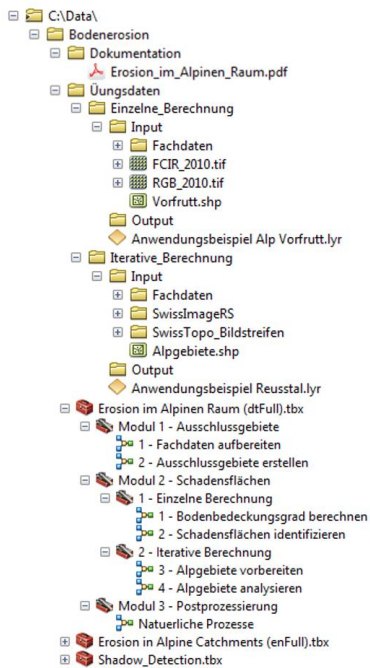 C:\Data\
Bodenerosion
Dokumentation
Erosion_im_Alpinen_Raum.pdf
Üungsdaten
Einzelne_Berechnung
Input
Fachdaten
FCIR_2010.tif
RGB_2010.tif
Vorfrutt.shp
Output
Anwendungsbeispiel Alp Vorfrutt.lyr
Iterative_Berechnung
Input
Fachdaten
SwissImageRS
SwissTopo_Bildstreifen
Alpgebiete.shp
Output
Anwendungsbeispiel Reusstal.lyr
Erosion im Alpinen Raum (dtFull).tbx
Modul 1 - Ausschlussgebiete
1 - Fachdaten aufbereiten
2 - Ausschlussgebiete erstellen
Modul 2 - Schadensflächen
1 - Einzelne Berechnung
1 - Bodenbedeckungsgrad berechnen
2 - Schadensflächen identifizieren
2 - Iterative Berechnung
3 - Alpgebiete vorbereiten
4 - Alpgebiete analysieren
Modul 3 - Postprozessierung
Natuerliche Prozesse
Erosion in Alpine Catchments (enFull).tbx
Shadow_Detection.tbx